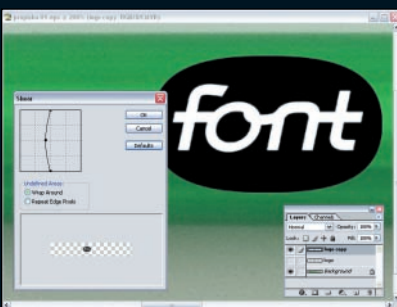 Shear
OK
Cancel
Defaults
Undefined Areas:
Wrap Around
Repeat Edge Pixels
font
Layers
Channels
Normal
Opacity: 100%
Lock:
Fill: 100%
logo copy
logo
Background